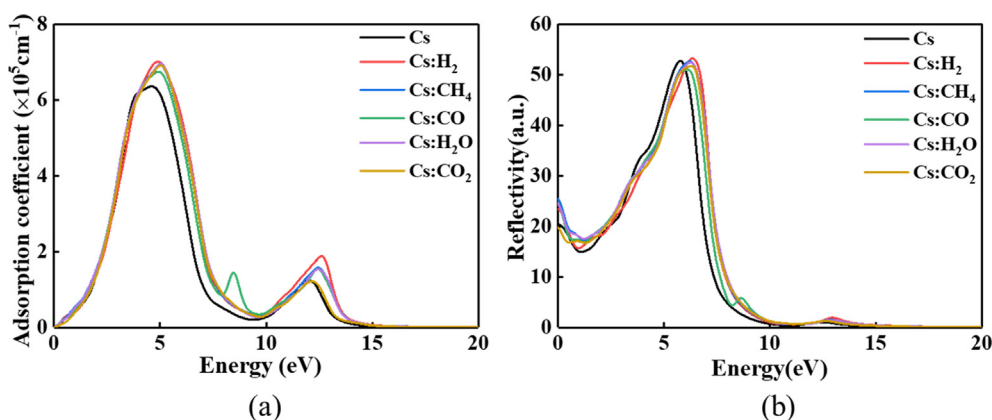 8
6
4
2
0
0
5
10
15
20
Adsorption coefficient (×10⁵cm⁻¹)
Energy (eV)
Cs
Cs:H₂
Cs:CH₄
Cs:CO
Cs:H₂O
Cs:CO₂
(a)
60
50
40
30
20
10
0
0
5
10
15
20
Reflectivity(a.u.)
Energy(eV)
Cs
Cs:H₂
Cs:CH₄
Cs:CO
Cs:H₂O
Cs:CO₂
(b)